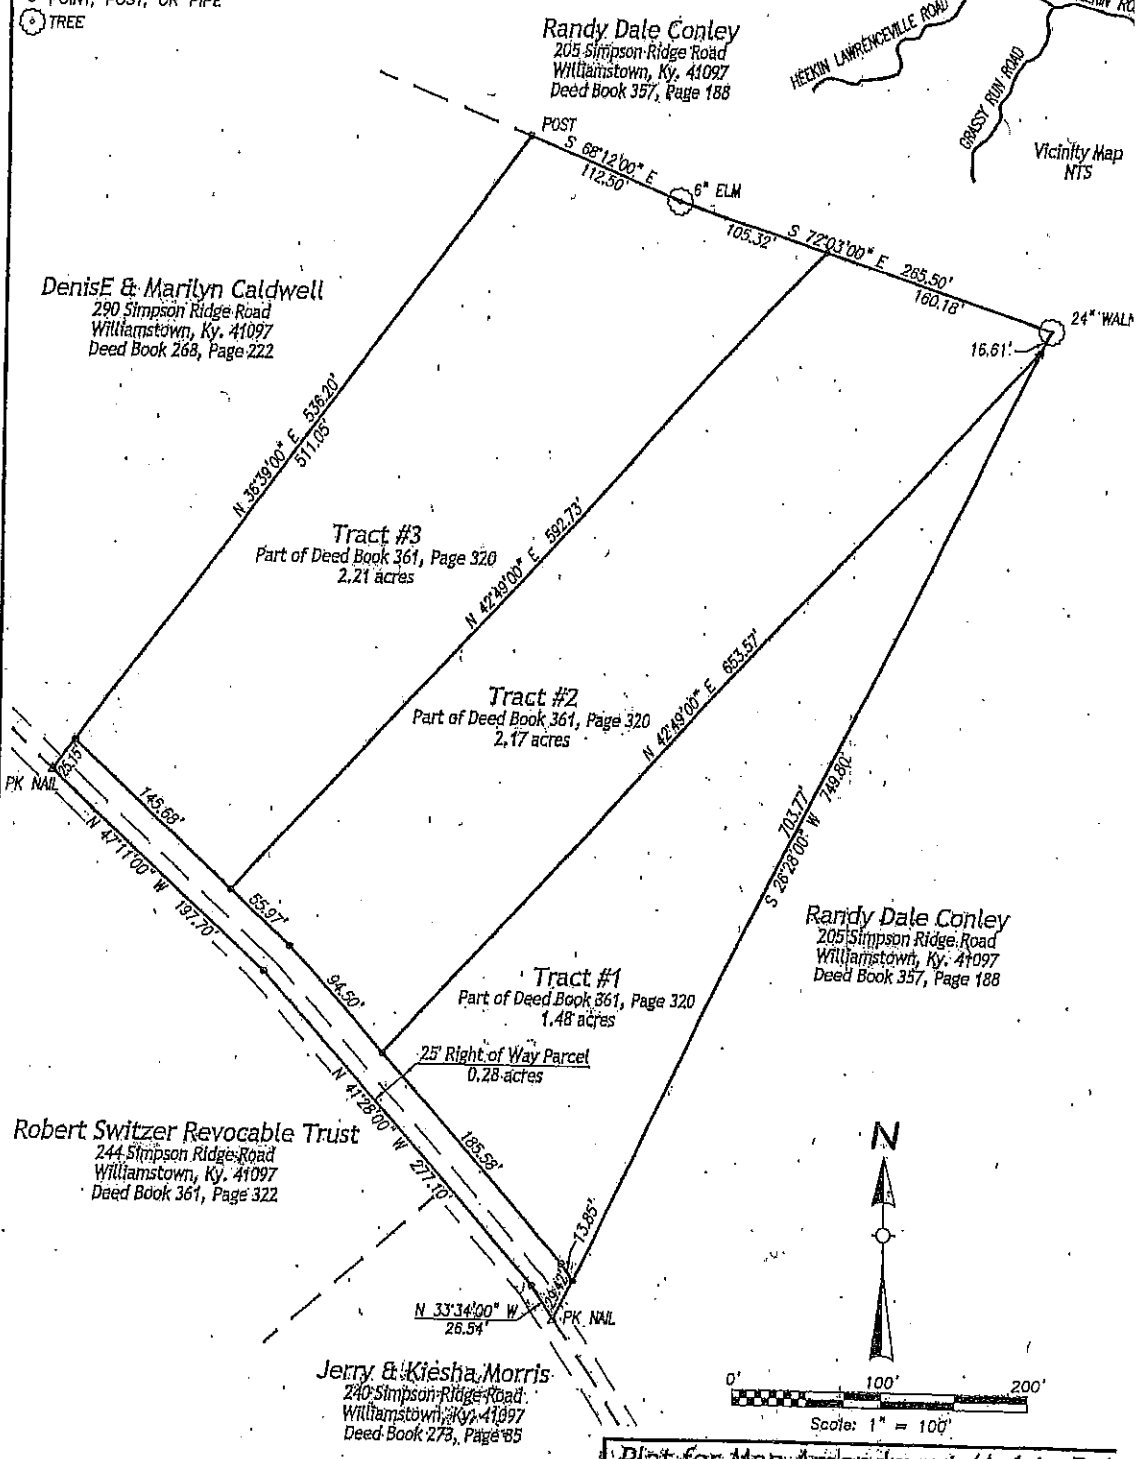 POINT, POST, OR PIPE
TREE
Randy Dale Conley
205 Simpson Ridge Road
Williamstown, Ky. 41097
Deed Book 357, Page 188
HEEKIN LAWRENCEVILLE ROAD
GRASSY RUN ROAD
Vicinity Map
NTS
POST
S 68°12'00" E
112.50'
6" ELM
105.32'
S 72°03'00" E 265.50'
160.18'
24" WALN
16.61'
DenisE & Marilyn Caldwell
290 Simpson Ridge Road
Williamstown, Ky. 41097
Deed Book 268, Page 222
N 36°39'00" E 536.20'
511.05'
Tract #3
Part of Deed Book 361, Page 320
2.21 acres
N 42°49'00" E 592.73'
Tract #2
Part of Deed Book 361, Page 320
2.17 acres
N 42°49'00" E 653.57'
703.77'
S 26°28'00" W 749.80'
25.15'
PK NAIL
145.68'
N 47°11'00" W
197.70'
55.97'
94.50'
Randy Dale Conley
205 Simpson Ridge Road
Williamstown, Ky. 41097
Deed Book 357, Page 188
Tract #1
Part of Deed Book 361, Page 320
1.48 acres
25' Right of Way Parcel
0.28 acres
N 41°28'00" W
277.10'
185.58'
Robert Switzer Revocable Trust
244 Simpson Ridge Road
Williamstown, Ky. 41097
Deed Book 361, Page 322
N
13.85'
29.42'
N 33°34'00" W
26.54'
PK NAIL
Jerry & Kiesha Morris
240 Simpson Ridge Road
Williamstown, Ky. 41097
Deed Book 273, Page 85
0' 100' 200'
Scale: 1" = 100'
Plat for